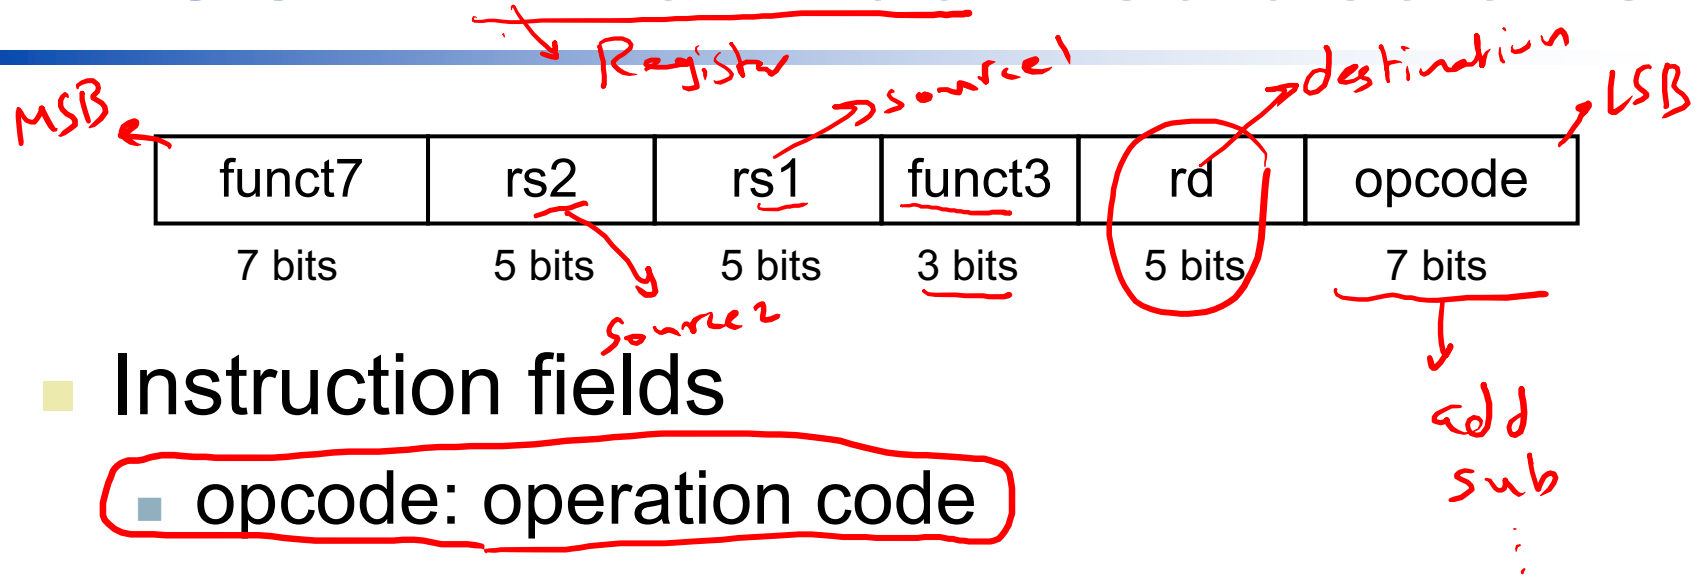 Register source1 destination
MSB LSB
funct7 rs2 rs1 funct3 rd opcode
7 bits 5 bits 5 bits 3 bits 5 bits 7 bits
source2
Instruction fields
add
opcode: operation code
sub